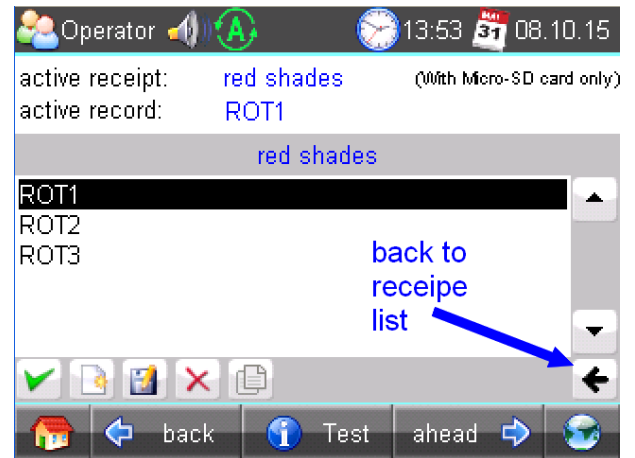 Operator A 13:53 31 08.10.15
active receipt: red shades (With Micro-SD card only)
active record: ROT1
red shades
ROT1
ROT2
ROT3
back to
receipe
list
back i Test ahead